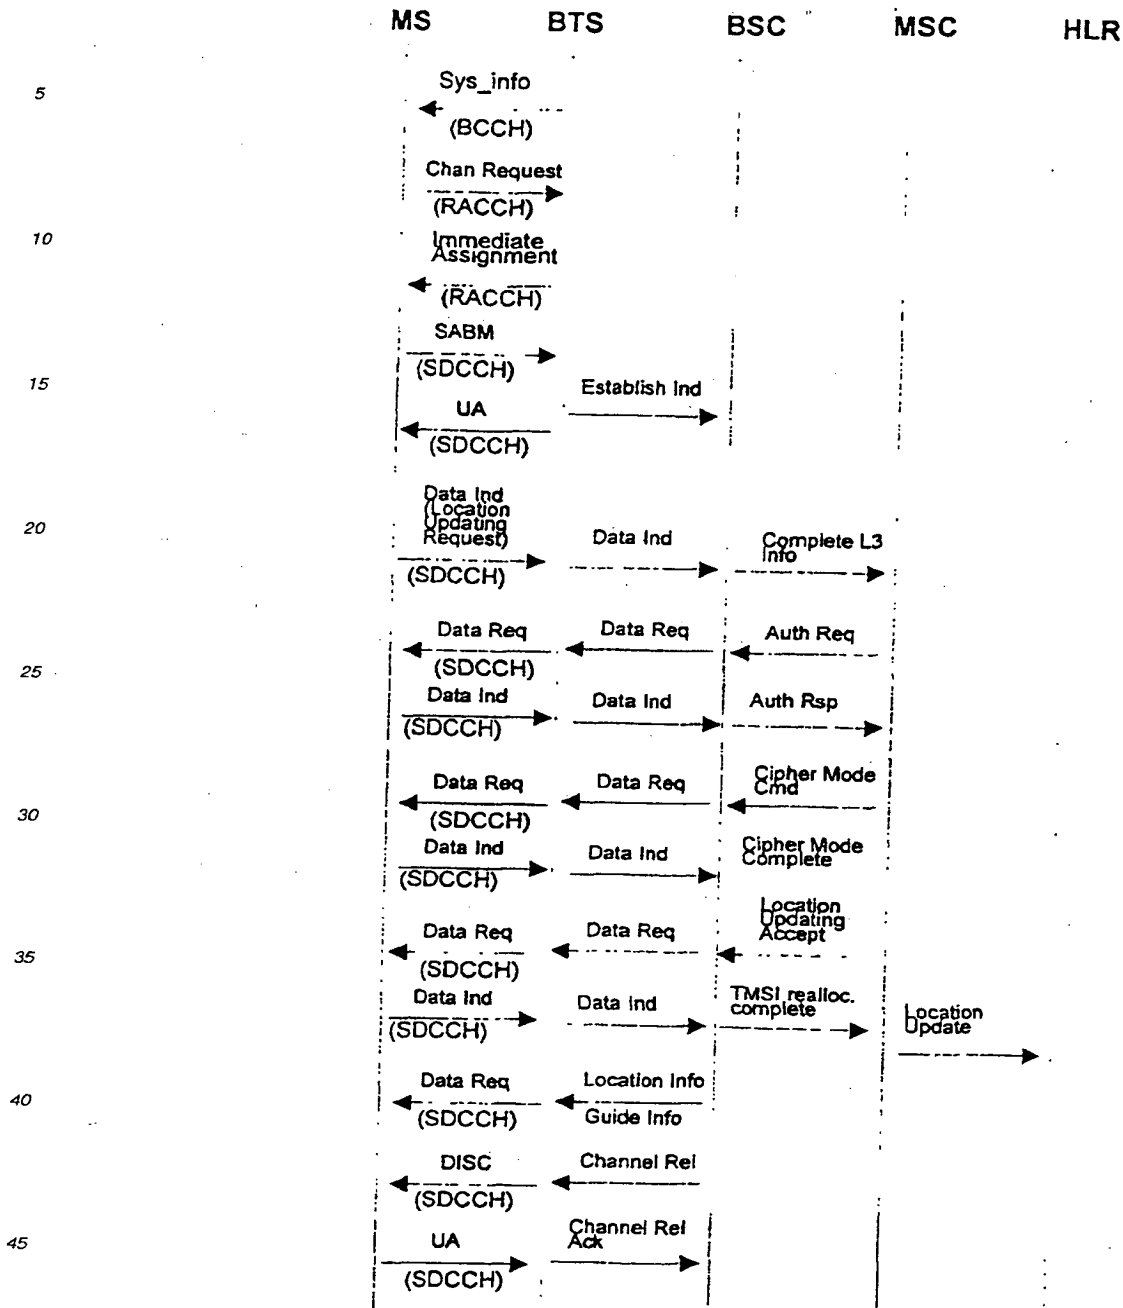 MS BTS BSC MSC HLR
5
Sys_info
(BCCH)
Chan Request
(RACCH)
10
Immediate
Assignment
(RACCH)
SABM
(SDCCH)
15
Establish Ind
UA
(SDCCH)
Data Ind
(Location
Updating
Request)
20
Data Ind
Complete L3
Info
(SDCCH)
Data Req Data Req Auth Req
(SDCCH)
25
Data Ind Data Ind Auth Rsp
(SDCCH)
Data Req Data Req Cipher Mode
Cmd
30
(SDCCH)
Data Ind Data Ind Cipher Mode
Complete
(SDCCH)
Location
Updating
Accept
Data Req Data Req
35
(SDCCH)
Data Ind Data Ind TMSI realloc.
complete
Location
Update
(SDCCH)
Data Req Location Info
40
(SDCCH) Guide Info
DISC Channel Rel
(SDCCH)
Channel Rel
Ack
45
UA
(SDCCH)